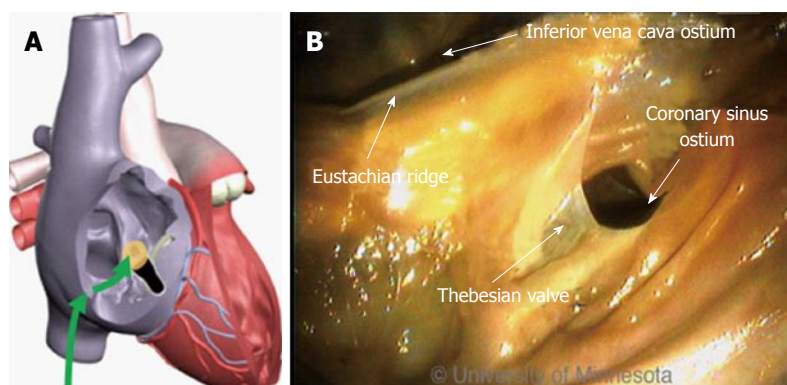 A
B
Inferior vena cava ostium
Coronary sinus
ostium
Eustachian ridge
Thebesian valve
© University of Minnesota